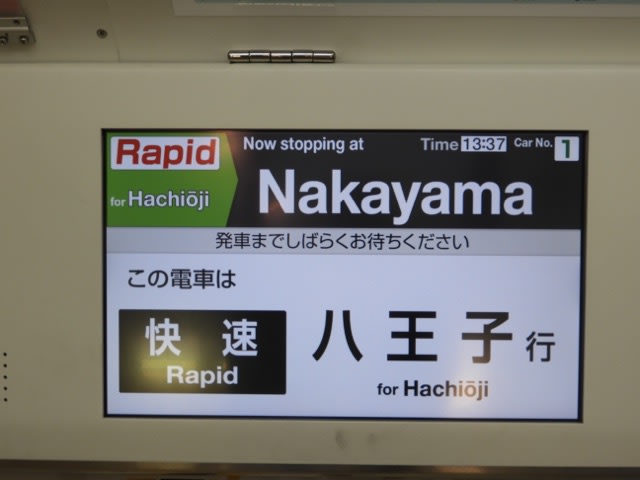 Rapid
for Hachiōji
Now stopping at
Nakayama
Time 13:37 Car No. 1
発車までしばらくお待ちください
この電車は
快速 八王子行
Rapid for Hachiōji